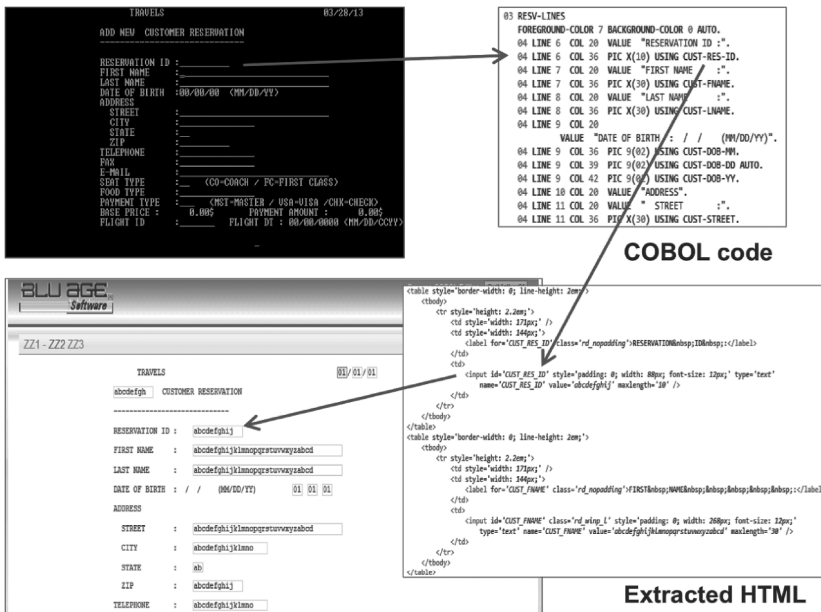 TRAVELS 03/28/13
ADD NEW CUSTOMER RESERVATION
-----------------------------
RESERVATION ID :
FIRST NAME :
LAST NAME :
DATE OF BIRTH :00/00/00 (MM/DD/YY)
ADDRESS
STREET :
CITY :
STATE :
ZIP :
TELEPHONE :
FAX :
E-MAIL :
SEAT TYPE : (CO=COACH / FC=FIRST CLASS)
FOOD TYPE :
PAYMENT TYPE : (MST=MASTER / VSA=VISA /CHK=CHECK)
BASE PRICE : 0.00$ PAYMENT AMOUNT : 0.00$
FLIGHT ID : FLIGHT DT : 00/00/0000 (MM/DD/CCYY)
03 RESV-LINES
FOREGROUND-COLOR 7 BACKGROUND-COLOR 0 AUTO.
04 LINE 6 COL 20 VALUE "RESERVATION ID :".
04 LINE 6 COL 36 PIC X(10) USING CUST-RES-ID.
04 LINE 7 COL 20 VALUE "FIRST NAME :".
04 LINE 7 COL 36 PIC X(30) USING CUST-FNAME.
04 LINE 8 COL 20 VALUE "LAST NAME :".
04 LINE 8 COL 36 PIC X(30) USING CUST-LNAME.
04 LINE 9 COL 20
VALUE "DATE OF BIRTH : / / (MM/DD/YY)".
04 LINE 9 COL 36 PIC 9(02) USING CUST-DOB-MM.
04 LINE 9 COL 39 PIC 9(02) USING CUST-DOB-DD AUTO.
04 LINE 9 COL 42 PIC 9(02) USING CUST-DOB-YY.
04 LINE 10 COL 20 VALUE "ADDRESS".
04 LINE 11 COL 20 VALUE " STREET :".
04 LINE 11 COL 36 PIC X(30) USING CUST-STREET.
COBOL code
BLU AGE
Software
ZZ1 - ZZ2 ZZ3
TRAVELS 01/01/01
abcdefgh CUSTOMER RESERVATION
-----------------------------
RESERVATION ID : abcdefghij
FIRST NAME : abcdefghijklmnopqrstuvwxyzabcd
LAST NAME : abcdefghijklmnopqrstuvwxyzabcd
DATE OF BIRTH : / / (MM/DD/YY) 01 01 01
ADDRESS
STREET : abcdefghijklmnopqrstuvwxyzabcd
CITY : abcdefghijklmno
STATE : ab
ZIP : abcdefghij
TELEPHONE : abcdefghijklmno
<table style='border-width: 0; line-height: 2em;'>
<tbody>
<tr style='height: 2.2em;'>
<td style='width: 171px;' />
<td style='width: 144px;'>
<label for='CUST_RES_ID' class='rd_nopadding'>RESERVATION&nbsp;ID&nbsp;:</label>
</td>
<td>
<input id='CUST_RES_ID' style='padding: 0; width: 88px; font-size: 12px;' type='text'
name='CUST_RES_ID' value='abcdefghij' maxlength='10' />
</td>
</tr>
</tbody>
</table>
<table style='border-width: 0; line-height: 2em;'>
<tbody>
<tr style='height: 2.2em;'>
<td style='width: 171px;' />
<td style='width: 144px;'>
<label for='CUST_FNAME' class='rd_nopadding'>FIRST&nbsp;NAME&nbsp;&nbsp;&nbsp;&nbsp;&nbsp;:</label>
</td>
<td>
<input id='CUST_FNAME' class='rd_winp_i' style='padding: 0; width: 268px; font-size: 12px;'
type='text' name='CUST_FNAME' value='abcdefghijklmnopqrstuvwxyzabcd' maxlength='30' />
</td>
</tr>
</tbody>
</table>
Extracted HTML